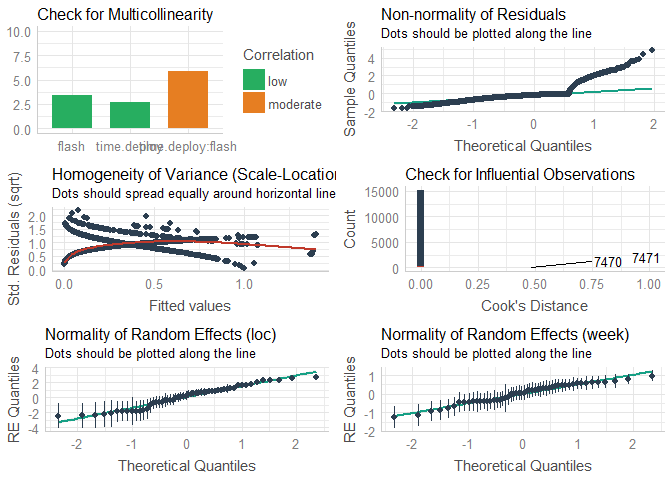 Check for Multicollinearity
10.0
7.5
5.0
2.5
0.0
flash
time.deploy
time.deploy:flash
Correlation
low
moderate
Non-normality of Residuals
Dots should be plotted along the line
Sample Quantiles
4
2
0
-2
-2
-1
0
1
2
Theoretical Quantiles
Homogeneity of Variance (Scale-Location
Dots should spread equally around horizontal line
Std. Residuals (sqrt)
2.0
1.5
1.0
0.5
0.0
0.0
0.5
1.0
Fitted values
Check for Influential Observations
Count
15000
10000
5000
0
7470
7471
0.00
0.25
0.50
0.75
1.00
Cook's Distance
Normality of Random Effects (loc)
Dots should be plotted along the line
RE Quantiles
4
2
0
-2
-4
-2
-1
0
1
2
Theoretical Quantiles
Normality of Random Effects (week)
Dots should be plotted along the line
RE Quantiles
1
0
-1
-2
-2
-1
0
1
2
Theoretical Quantiles